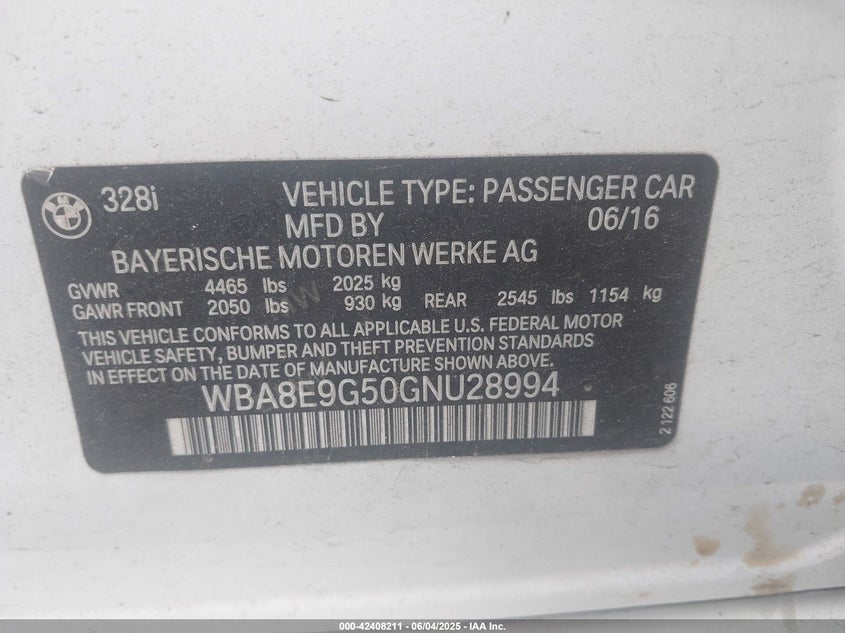 BMW
328i VEHICLE TYPE: PASSENGER CAR
MFD BY 06/16
BAYERISCHE MOTOREN WERKE AG
GVWR 4465 lbs 2025 kg
GAWR FRONT 2050 lbs 930 kg REAR 2545 lbs 1154 kg
THIS VEHICLE CONFORMS TO ALL APPLICABLE U.S. FEDERAL MOTOR
VEHICLE SAFETY, BUMPER AND THEFT PREVENTION STANDARDS
IN EFFECT ON THE DATE OF MANUFACTURE SHOWN ABOVE.
WBA8E9G50GNU28994
2 122 606
000-42408211 - 06/04/2025 - IAA Inc.